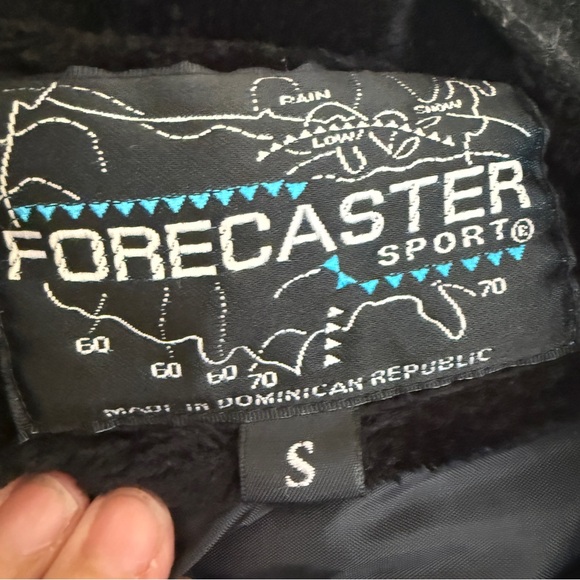 RAIN
SNOW
LOW
FORECASTER
SPORT®
60
60
60
70
70
MADE IN DOMINICAN REPUBLIC
S